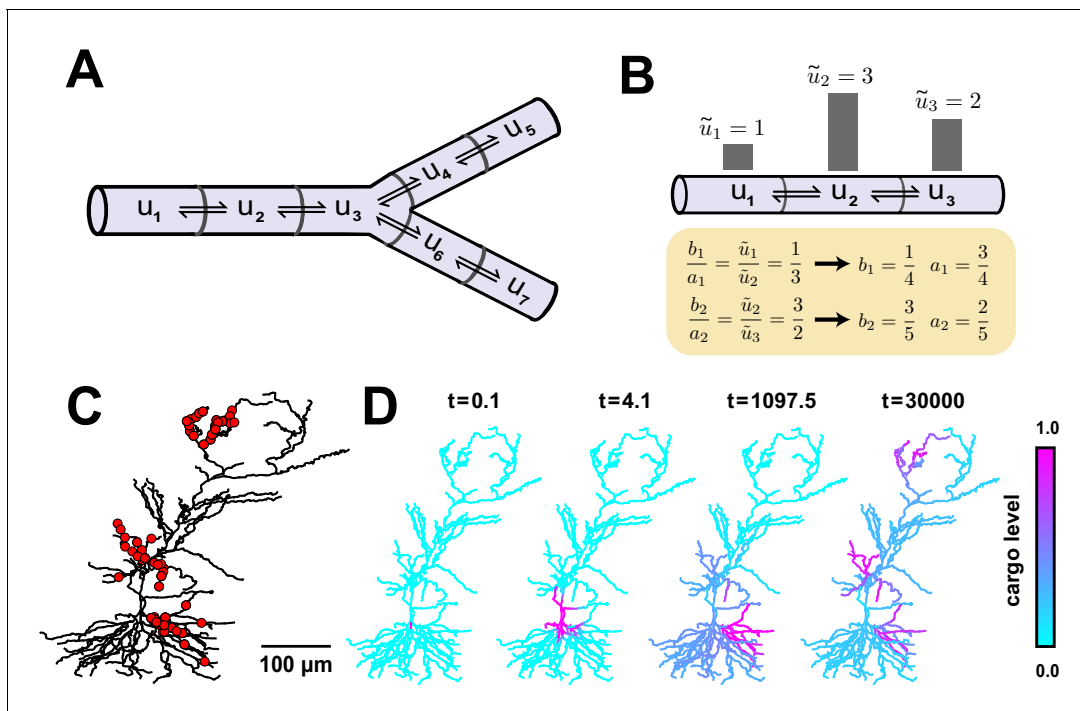 A
u₁ ⇌ u₂ ⇌ u₃ ⇌ u₄ ⇌ u₅
⇌ u₆ ⇌ u₇
B
ũ₁ = 1
ũ₂ = 3
ũ₃ = 2
u₁ ⇌ u₂ ⇌ u₃
b₁/a₁ = ũ₁/ũ₂ = 1/3 → b₁ = 1/4 a₁ = 3/4
b₂/a₂ = ũ₂/ũ₃ = 3/2 → b₂ = 3/5 a₂ = 2/5
C
100 μm
D
t=0.1 t=4.1 t=1097.5 t=30000
1.0
cargo level
0.0